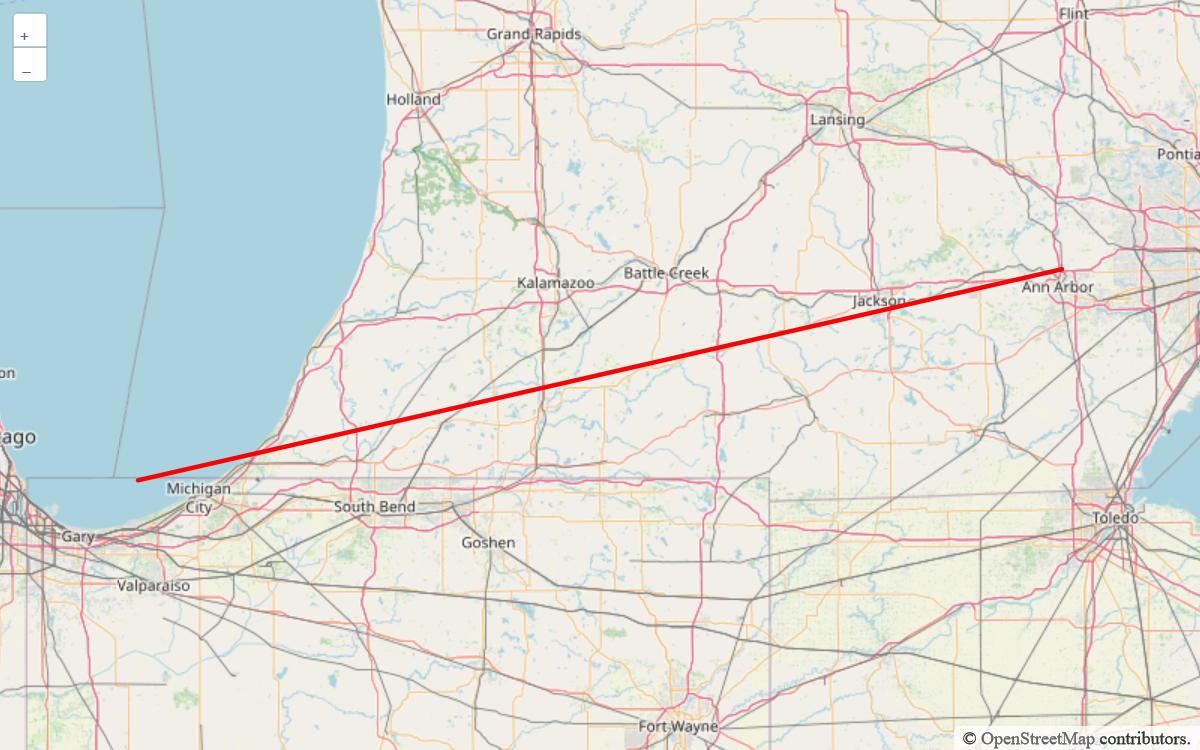 +
–
Flint
Grand Rapids
Holland
Lansing
Pontia
Kalamazoo
Battle Creek
Ann Arbor
Jackson
on
ago
Michigan
City
South Bend
Toledo
Gary
Goshen
Valparaiso
Fort Wayne
© OpenStreetMap contributors.